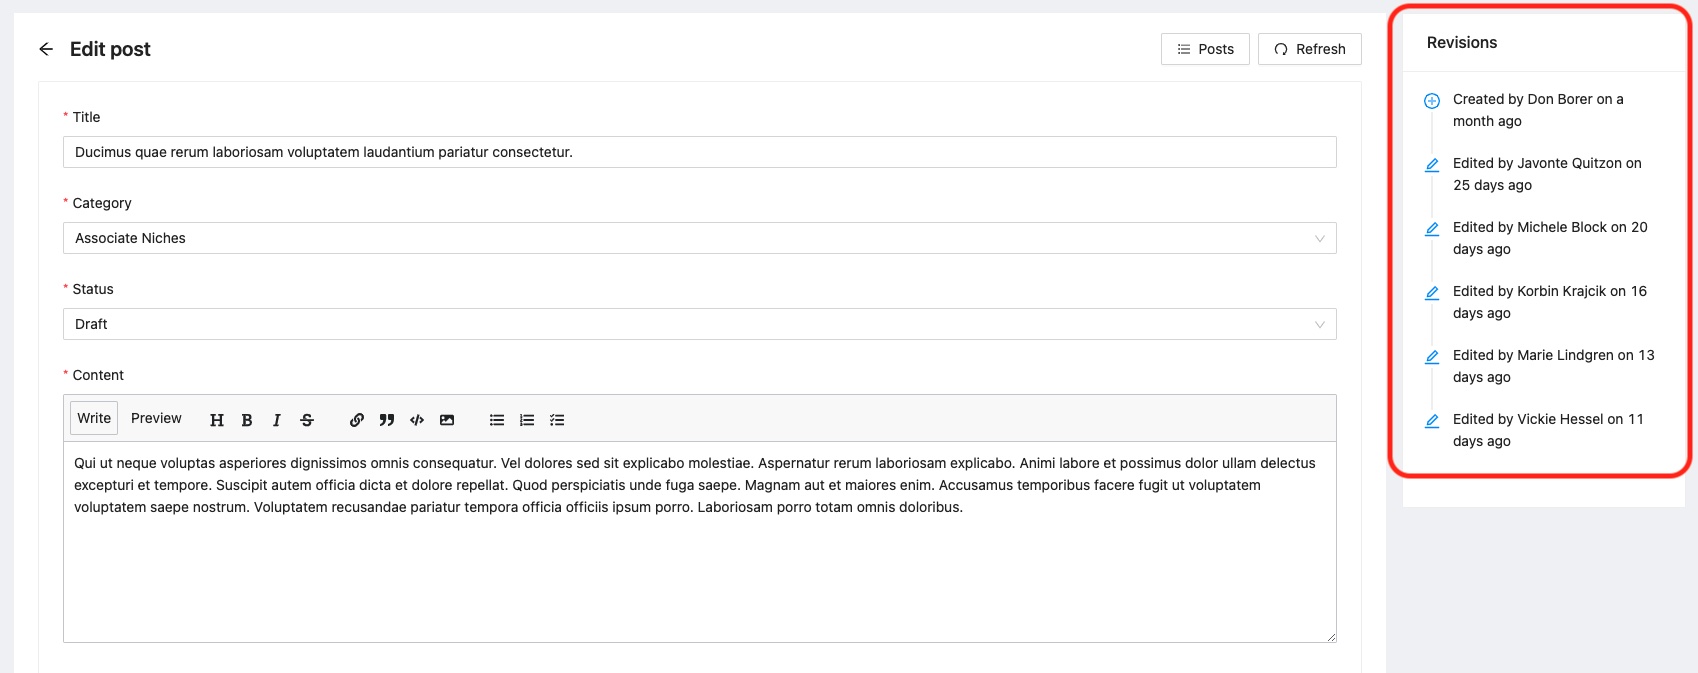 Edit post
Posts
Refresh
* Title
Ducimus quae rerum laboriosam voluptatem laudantium pariatur consectetur.
* Category
Associate Niches
* Status
Draft
* Content
Write Preview H B I S
Qui ut neque voluptas asperiores dignissimos omnis consequatur. Vel dolores sed sit explicabo molestiae. Aspernatur rerum laboriosam explicabo. Animi labore et possimus dolor ullam delectus
excepturi et tempore. Suscipit autem officia dicta et dolore repellat. Quod perspiciatis unde fuga saepe. Magnam aut et maiores enim. Accusamus temporibus facere fugit ut voluptatem
voluptatem saepe nostrum. Voluptatem recusandae pariatur tempora officia officiis ipsum porro. Laboriosam porro totam omnis doloribus.
Revisions
Created by Don Borer on a
month ago
Edited by Javonte Quitzon on
25 days ago
Edited by Michele Block on 20
days ago
Edited by Korbin Krajcik on 16
days ago
Edited by Marie Lindgren on 13
days ago
Edited by Vickie Hessel on 11
days ago